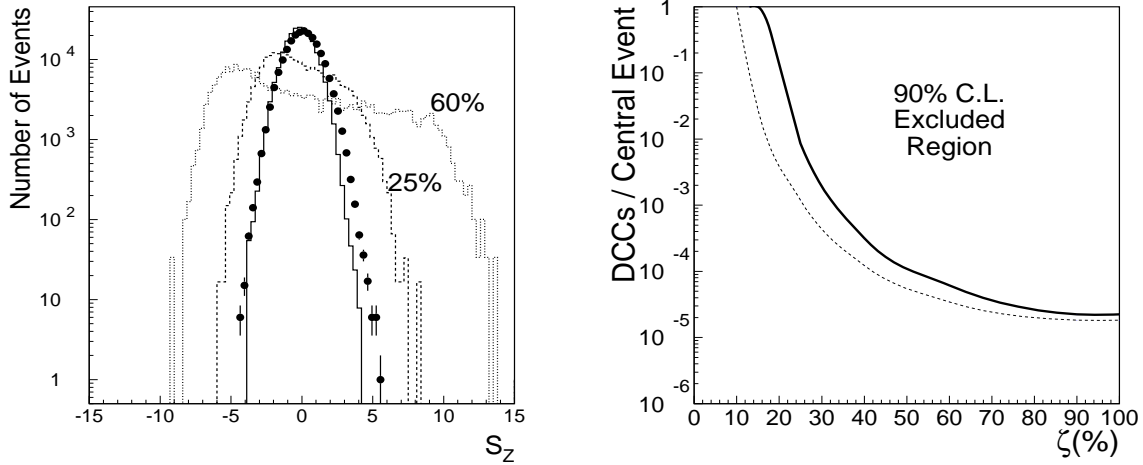 Number of Events
10 4
10 3
10 2
10
1
-15
-10
-5
0
5
10
15
S_Z
60%
25%
DCCs / Central Event
1
10 -1
10 -2
10 -3
10 -4
10 -5
10 -6
0 10 20 30 40 50 60 70 80 90 100
ζ(%)
90% C.L.
Excluded
Region